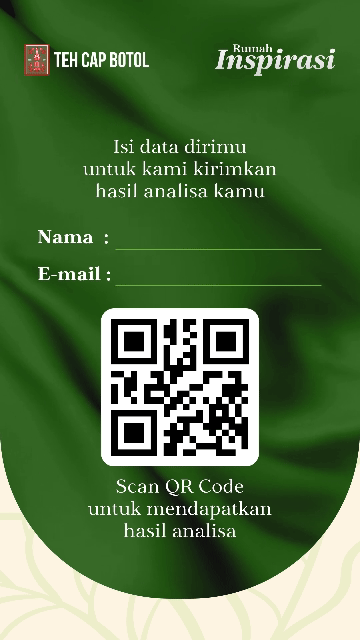 TEH CAP BOTOL
Rumah
Inspirasi
Isi data dirimu
untuk kami kirimkan
hasil analisa kamu
Nama :
E-mail :
Scan QR Code
untuk mendapatkan
hasil analisa